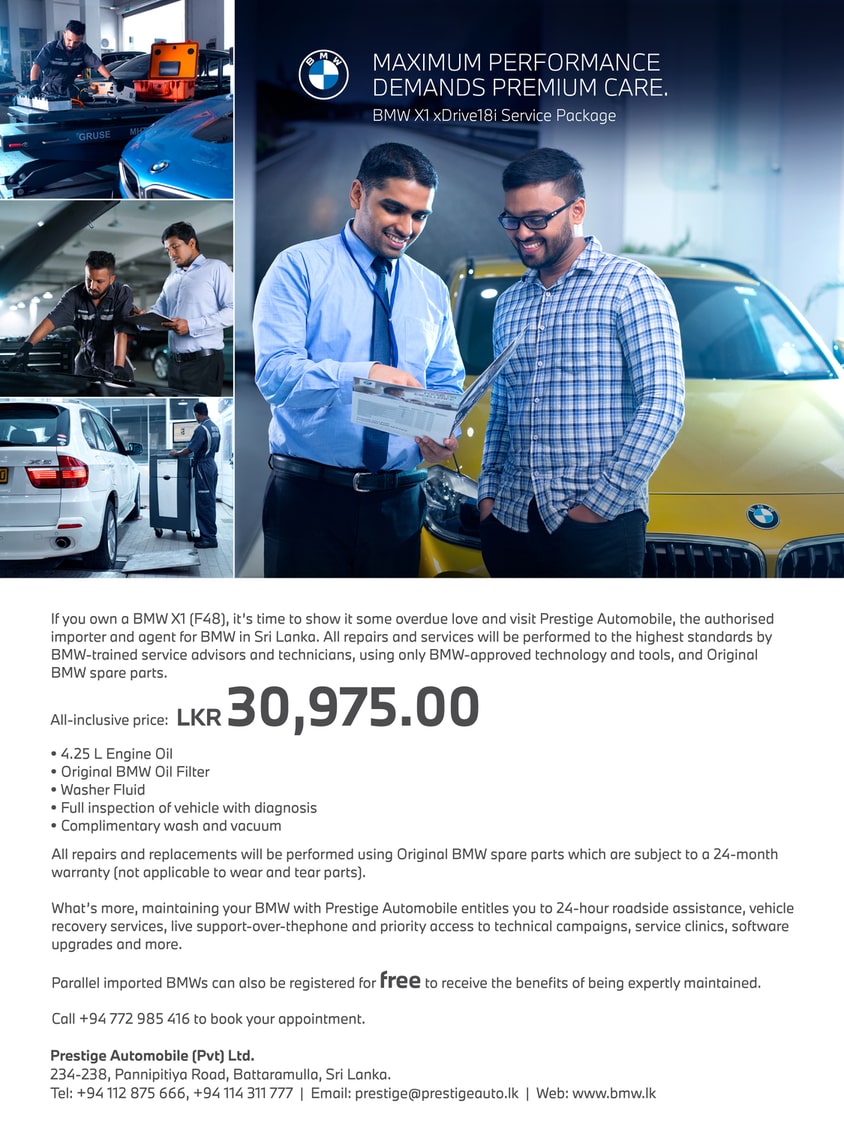 GRUSE MH
BMW
MAXIMUM PERFORMANCE
DEMANDS PREMIUM CARE.
BMW X1 xDrive18i Service Package
If you own a BMW X1 (F48), it's time to show it some overdue love and visit Prestige Automobile, the authorised
importer and agent for BMW in Sri Lanka. All repairs and services will be performed to the highest standards by
BMW-trained service advisors and technicians, using only BMW-approved technology and tools, and Original
BMW spare parts.
All-inclusive price: LKR 30,975.00
• 4.25 L Engine Oil
• Original BMW Oil Filter
• Washer Fluid
• Full inspection of vehicle with diagnosis
• Complimentary wash and vacuum
All repairs and replacements will be performed using Original BMW spare parts which are subject to a 24-month
warranty (not applicable to wear and tear parts).
What's more, maintaining your BMW with Prestige Automobile entitles you to 24-hour roadside assistance, vehicle
recovery services, live support-over-thephone and priority access to technical campaigns, service clinics, software
upgrades and more.
Parallel imported BMWs can also be registered for free to receive the benefits of being expertly maintained.
Call +94 772 985 416 to book your appointment.
Prestige Automobile (Pvt) Ltd.
234-238, Pannipitiya Road, Battaramulla, Sri Lanka.
Tel: +94 112 875 666, +94 114 311 777 | Email: prestige@prestigeauto.lk | Web: www.bmw.lk